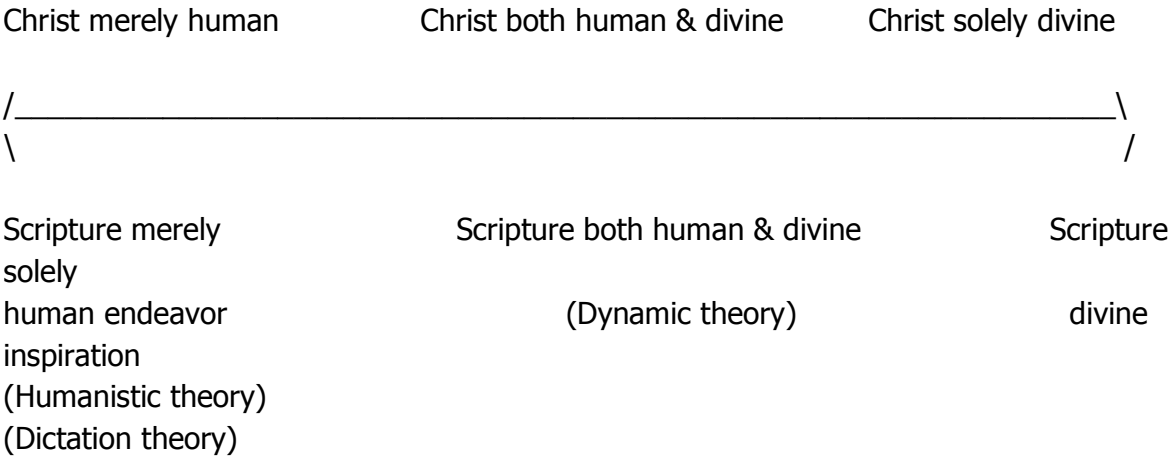 Christ merely human Christ both human & divine Christ solely divine
/_____________________________________________________________________\
\ /
Scripture merely Scripture both human & divine Scripture
solely
human endeavor (Dynamic theory) divine
inspiration
(Humanistic theory)
(Dictation theory)